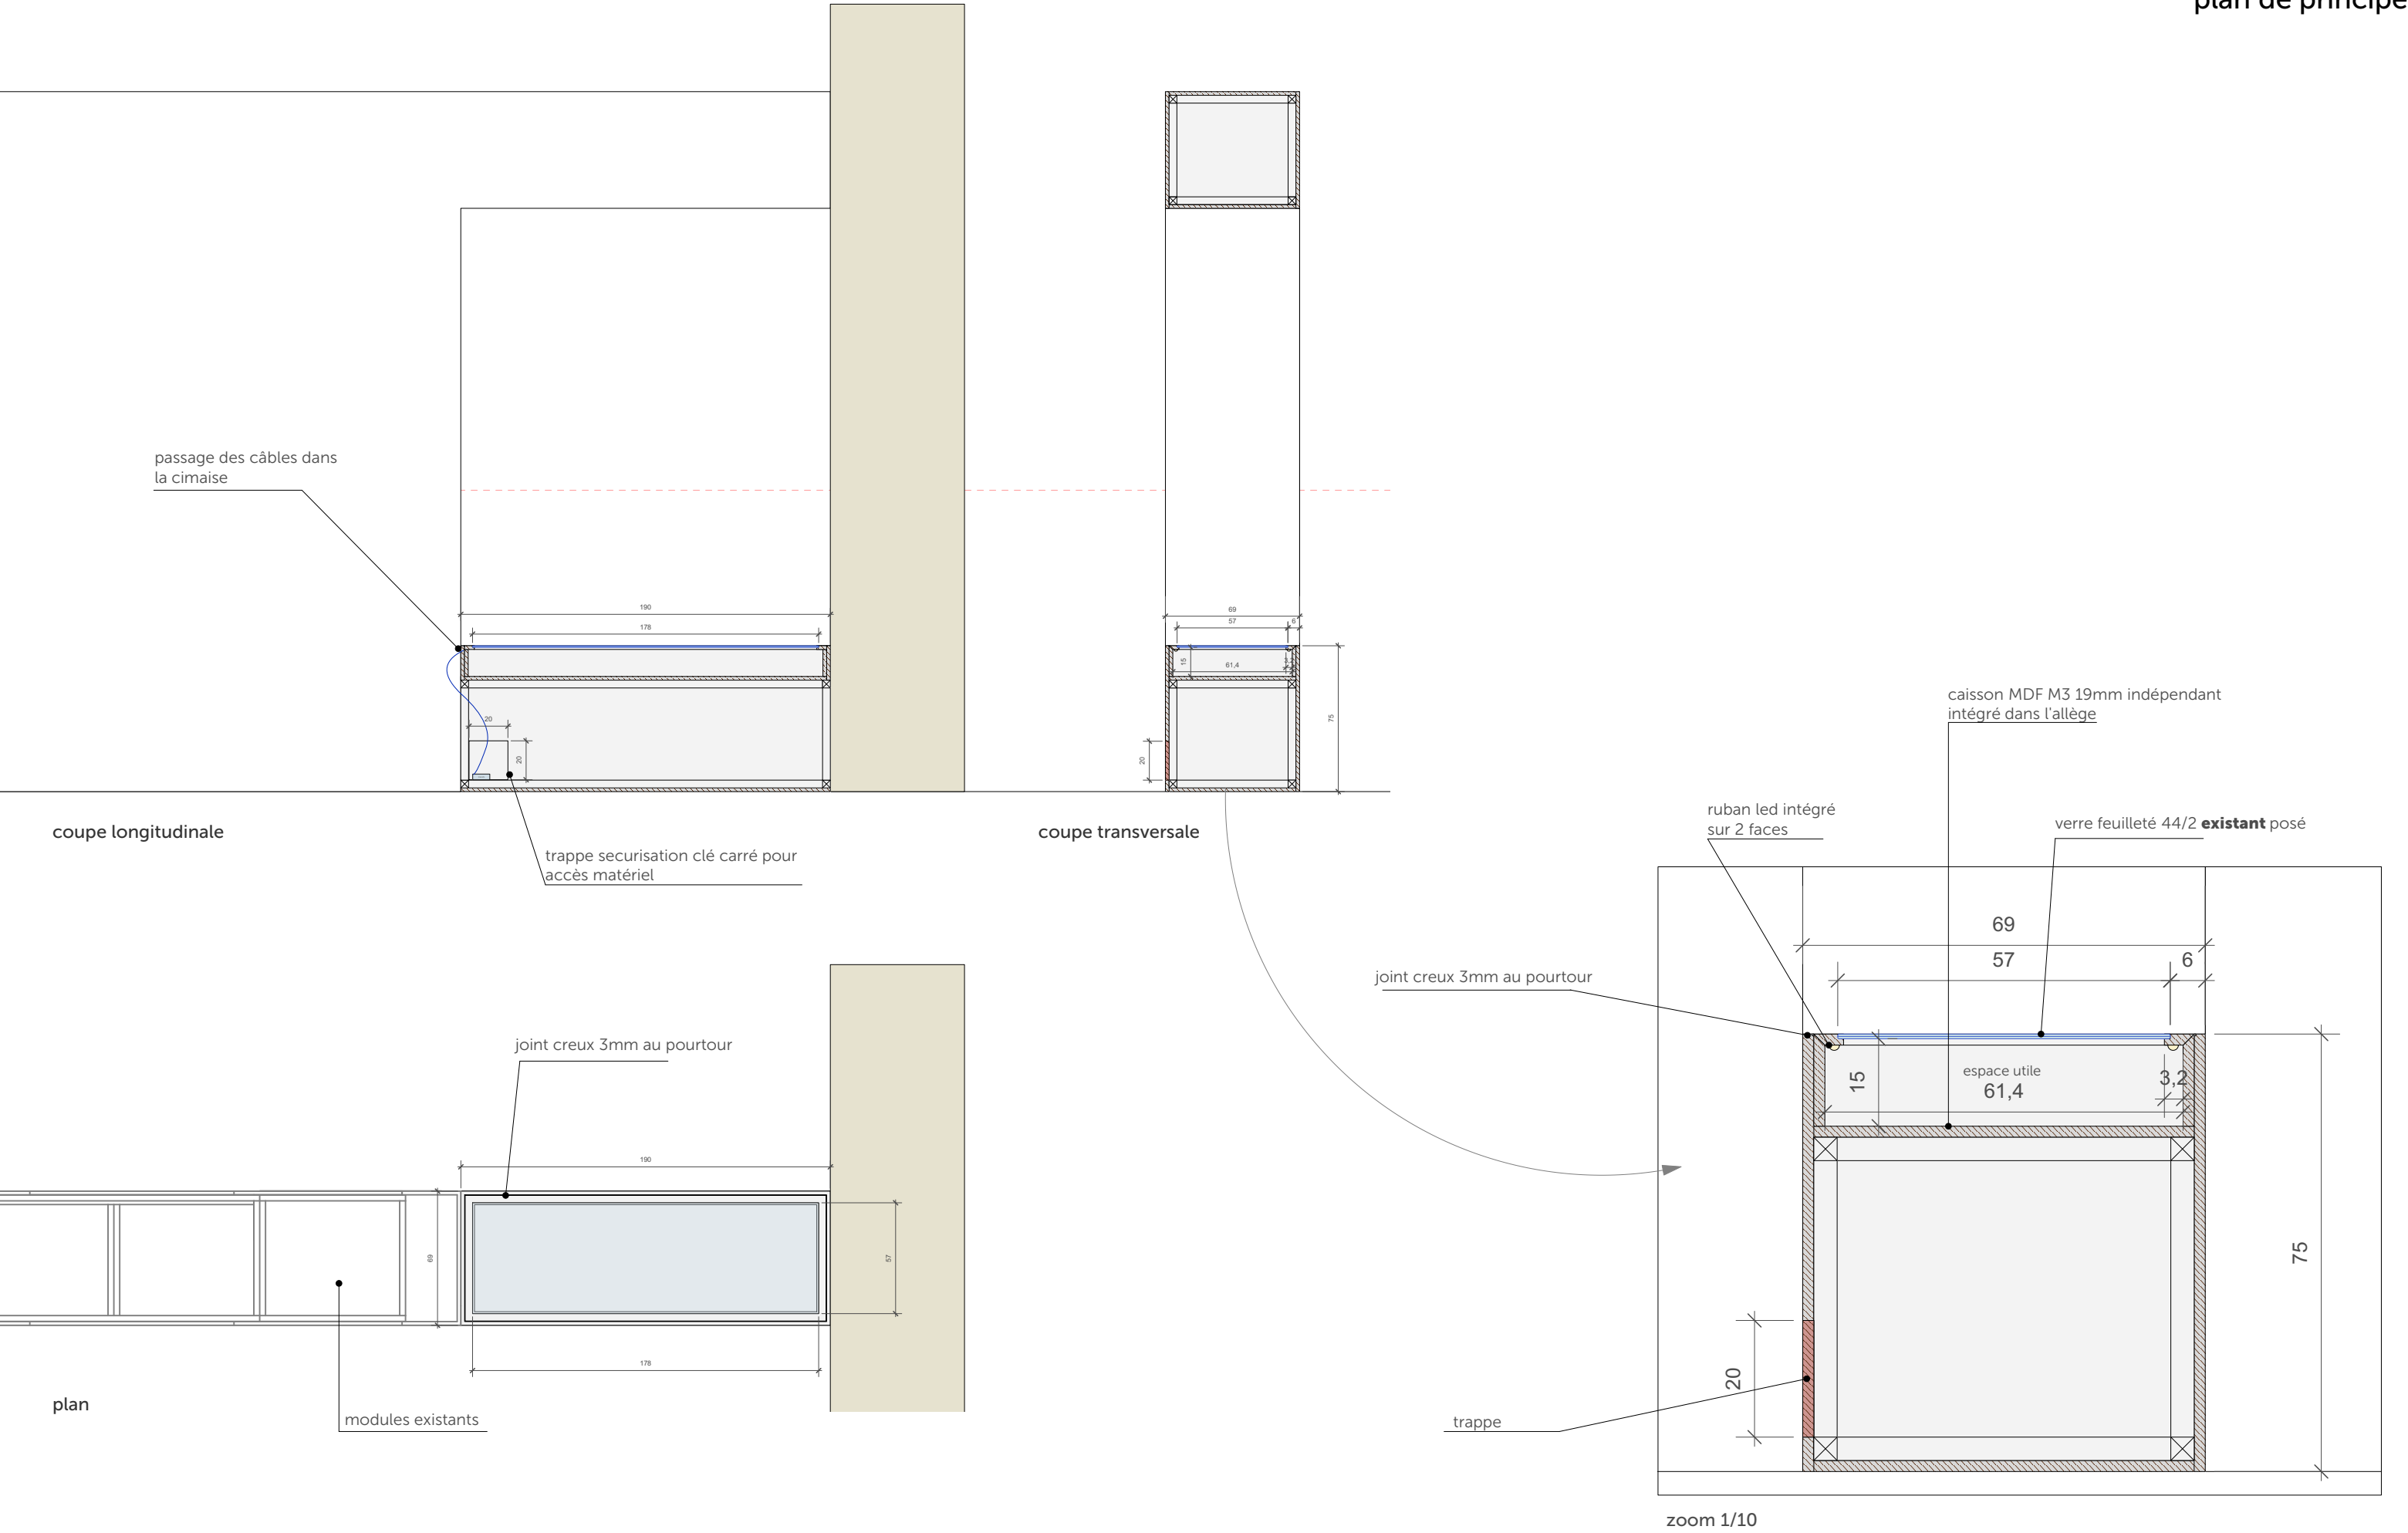 plan de principe
passage des câbles dans
la cimaise
190
178
20
20
coupe longitudinale
trappe securisation clé carré pour
accès matériel
69
57
6
15
61,4
75
20
coupe transversale
caisson MDF M3 19mm indépendant
intégré dans l'allège
ruban led intégré
sur 2 faces
verre feuilleté 44/2 existant posé
joint creux 3mm au pourtour
69
57
6
15
espace utile
61,4
3,2
75
20
trappe
zoom 1/10
joint creux 3mm au pourtour
190
69
57
178
plan
modules existants